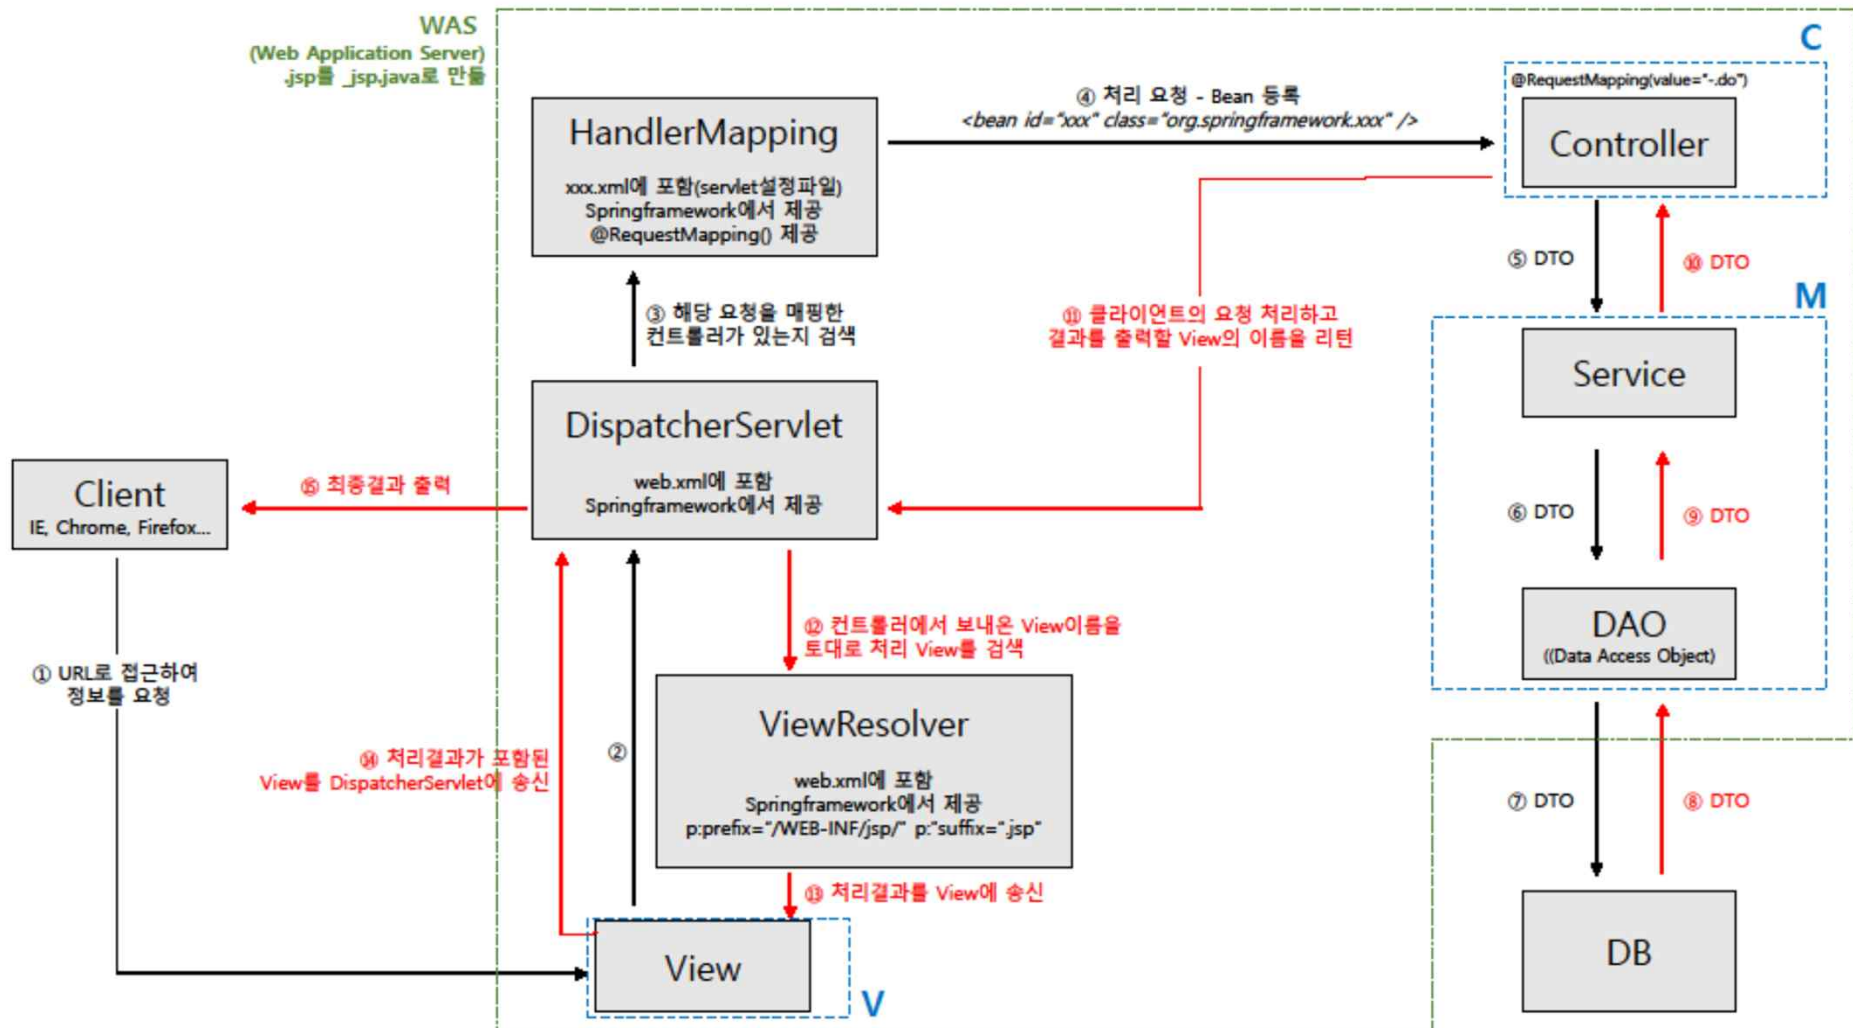 WAS
(Web Application Server)
.jsp를 _jsp.java로 만듦
C
@RequestMapping(value="-.do")
Controller
④ 처리 요청 - Bean 등록
<bean id="xxx" class="org.springframework.xxx" />
HandlerMapping
xxx.xml에 포함(servlet설정파일)
Springframework에서 제공
@RequestMapping() 제공
⑤ DTO
⑩ DTO
③ 해당 요청을 매핑한
컨트롤러가 있는지 검색
⑪ 클라이언트의 요청 처리하고
결과를 출력할 View의 이름을 리턴
M
Service
DispatcherServlet
web.xml에 포함
Springframework에서 제공
Client
IE, Chrome, Firefox...
⑮ 최종결과 출력
⑥ DTO
⑨ DTO
DAO
((Data Access Object)
⑫ 컨트롤러에서 보내온 View이름을
토대로 처리 View를 검색
① URL로 접근하여
정보를 요청
ViewResolver
web.xml에 포함
Springframework에서 제공
p:prefix="/WEB-INF/jsp/" p:"suffix=".jsp"
⑭ 처리결과가 포함된
View를 DispatcherServlet에 송신
②
⑦ DTO
⑧ DTO
⑬ 처리결과를 View에 송신
View
V
DB